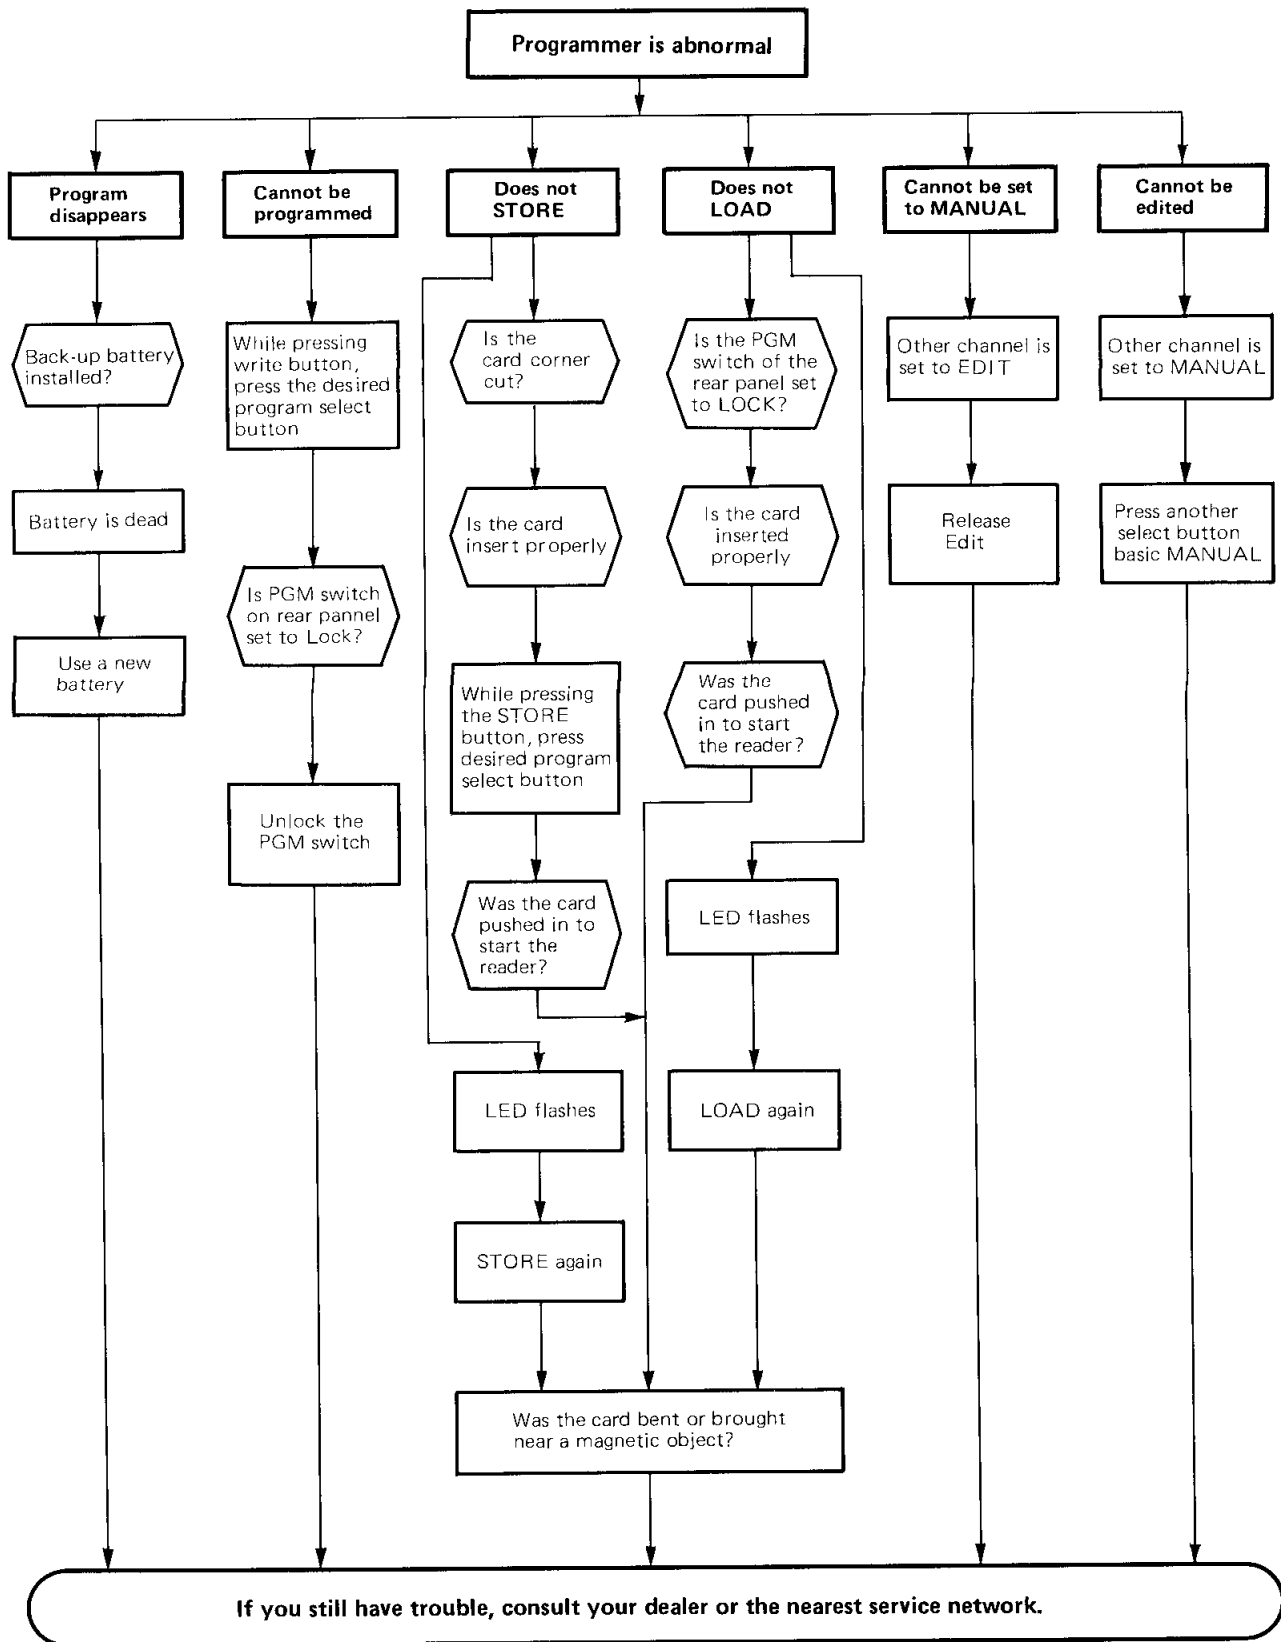 Programmer is abnormal
Program
disappears
Back-up battery
installed?
Battery is dead
Use a new
battery
Cannot be
programmed
While pressing
write button,
press the desired
program select
button
Is PGM switch
on rear pannel
set to Lock?
Unlock the
PGM switch
Does not
STORE
Is the
card corner
cut?
Is the card
insert properly
While pressing
the STORE
button, press
desired program
select button
Was the card
pushed in to
start the
reader?
LED flashes
STORE again
Does not
LOAD
Is the PGM
switch of the
rear panel set
to LOCK?
Is the card
inserted
properly
Was the
card pushed
in to start
the reader?
LED flashes
LOAD again
Was the card bent or brought
near a magnetic object?
Cannot be set
to MANUAL
Other channel is
set to EDIT
Release
Edit
Cannot be
edited
Other channel is
set to MANUAL
Press another
select button
basic MANUAL
If you still have trouble, consult your dealer or the nearest service network.